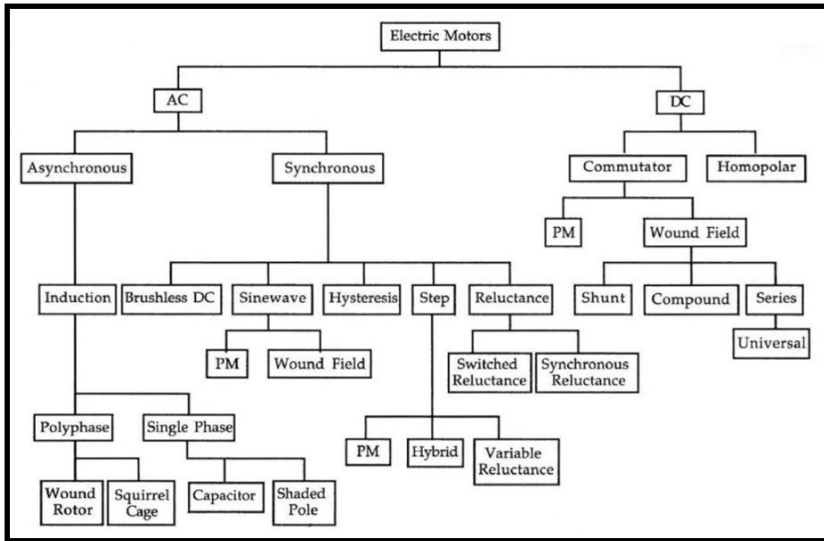 Electric Motors
AC
DC
Asynchronous
Synchronous
Commutator
Homopolar
PM
Wound Field
Induction
Brushless DC
Sinewave
Hysteresis
Step
Reluctance
Shunt
Compound
Series
Universal
PM
Wound Field
Switched
Reluctance
Synchronous
Reluctance
Polyphase
Single Phase
PM
Hybrid
Variable
Reluctance
Wound
Rotor
Squirrel
Cage
Capacitor
Shaded
Pole